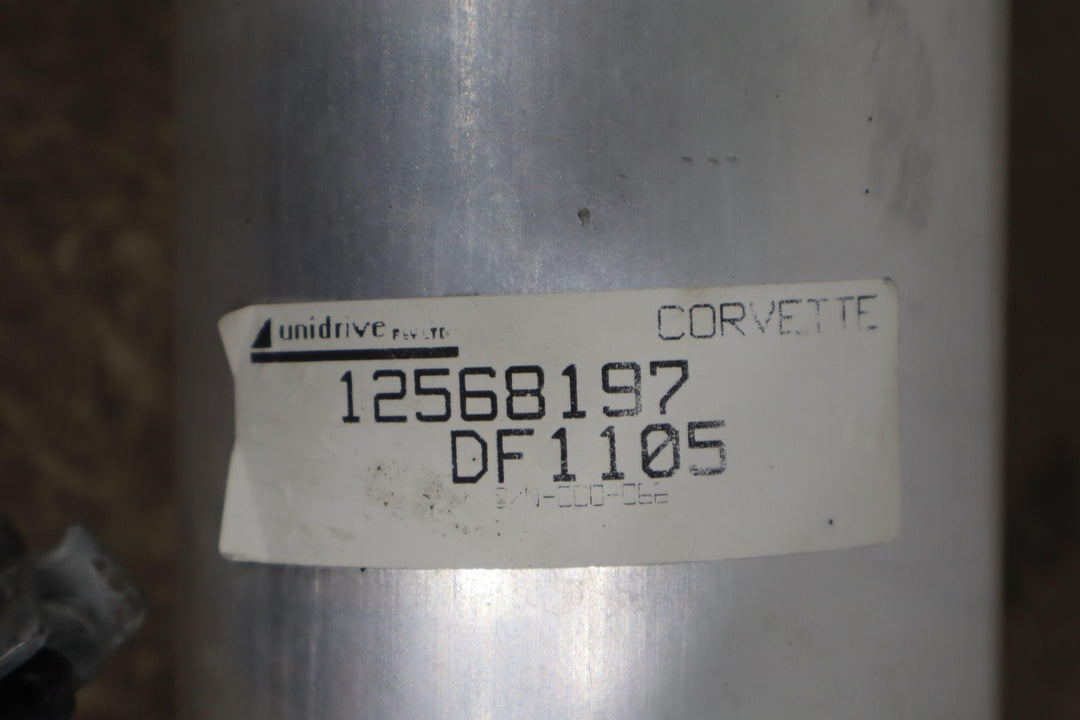 unidrive PTY LTD
CORVETTE
12568197
DF1105